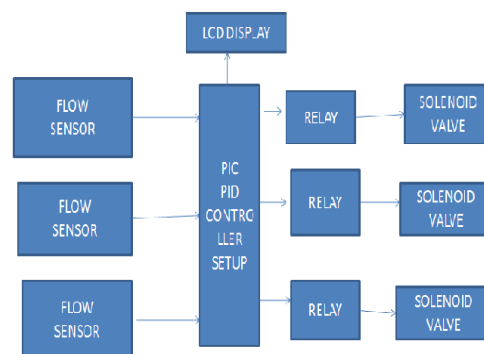 LCD DISPLAY
FLOW
SENSOR
PIC
PID
CONTRO
LLER
SETUP
RELAY
SOLENOID
VALVE
FLOW
SENSOR
RELAY
SOLENOID
VALVE
FLOW
SENSOR
RELAY
SOLENOID
VALVE